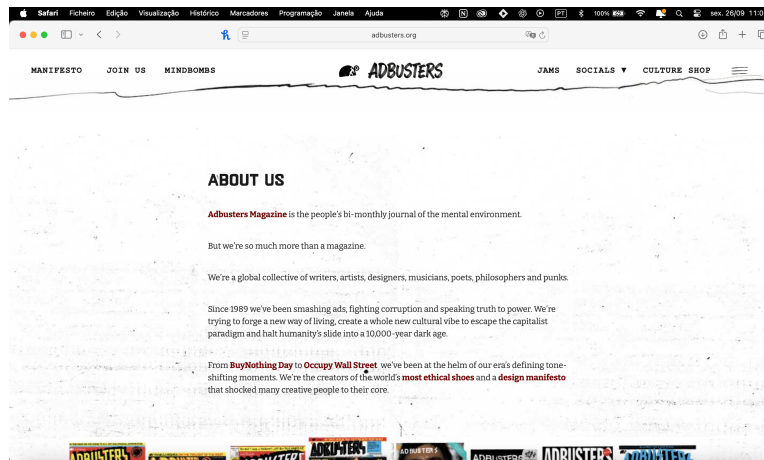 Safari Ficheiro Edição Visualização Histórico Marcadores Programação Janela Ajuda PT 100% sex. 26/09 11:0
adbusters.org
MANIFESTO JOIN US MINDBOMBS ADBUSTERS JAMS SOCIALS ▼ CULTURE SHOP
ABOUT US
Adbusters Magazine is the people's bi-monthly journal of the mental environment.
But we're so much more than a magazine.
We're a global collective of writers, artists, designers, musicians, poets, philosophers and punks.
Since 1989 we've been smashing ads, fighting corruption and speaking truth to power. We're
trying to forge a new way of living, create a whole new cultural vibe to escape the capitalist
paradigm and halt humanity's slide into a 10,000-year dark age.
From BuyNothing Day to Occupy Wall Street we've been at the helm of our era's defining tone-
shifting moments. We're the creators of the world's most ethical shoes and a design manifesto
that shocked many creative people to their core.
ADBUSTERS ADBUSTERS ADBUSTERS ADBUSTERS ADBUSTERS ADBUSTERS